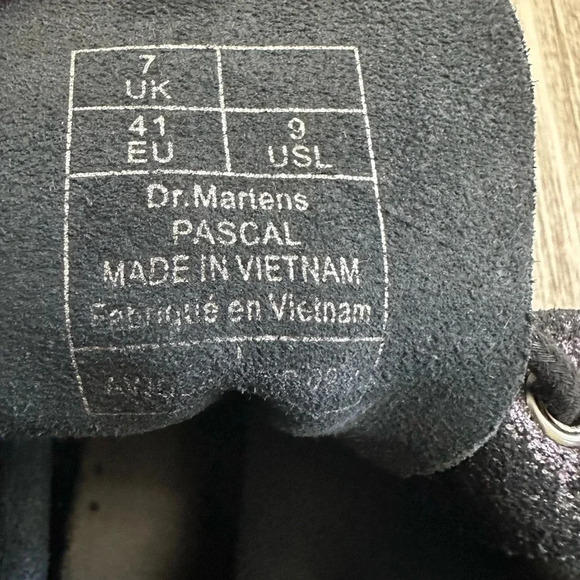 7
UK
41
EU
9
USL
Dr.Martens
PASCAL
MADE IN VIETNAM
Fabriqué en Vietnam